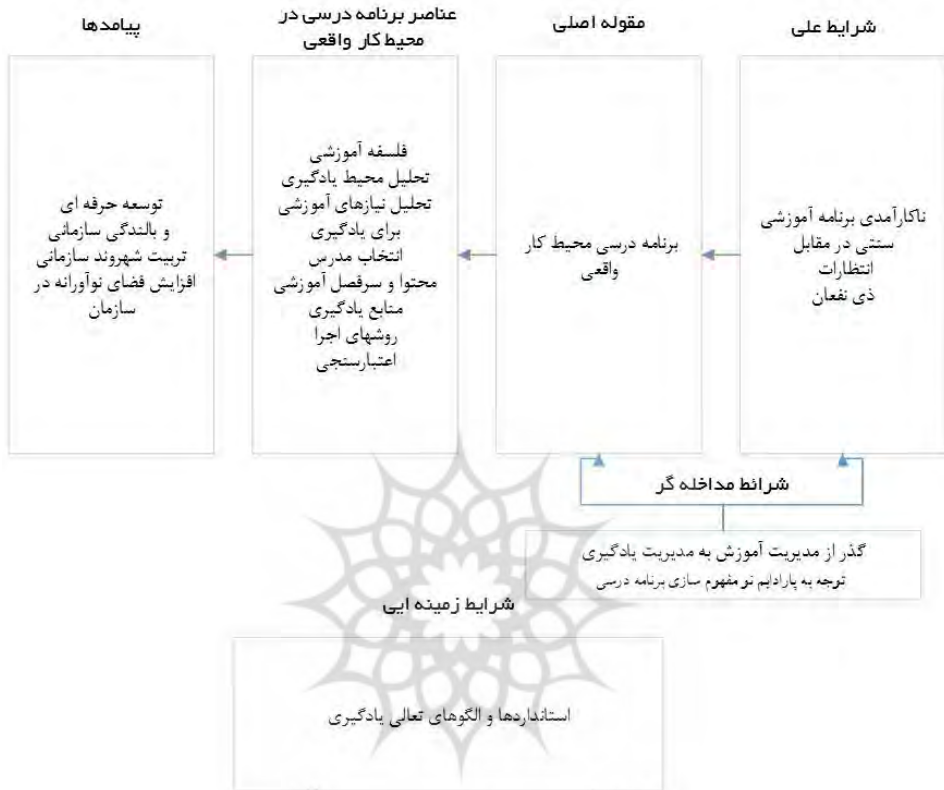 شرایط علی
مقوله اصلی
عناصر برنامه درسی در
محیط کار واقعی
پیامدها
ناکارآمدی برنامه آموزشی
سنتی در مقابل
انتظارات
ذی نفعان
برنامه درسی محیط کار
واقعی
فلسفه آموزشی
تحلیل محیط یادگیری
تحلیل نیازهای آموزشی
برای یادگیری
انتخاب مدرس
محتوا و سرفصل آموزشی
منابع یادگیری
روشهای اجرا
اعتبارسنجی
توسعه حرفه ای
و بالندگی سازمانی
تربیت شهروند سازمانی
افزایش فضای نوآورانه در
سازمان
شرائط مداخله گر
گذر از مدیریت آموزش به مدیریت یادگیری
توجه به پارادایم نو مفهوم سازی برنامه درسی
شرایط زمینه ایی
استانداردها و الگوهای تعالی یادگیری